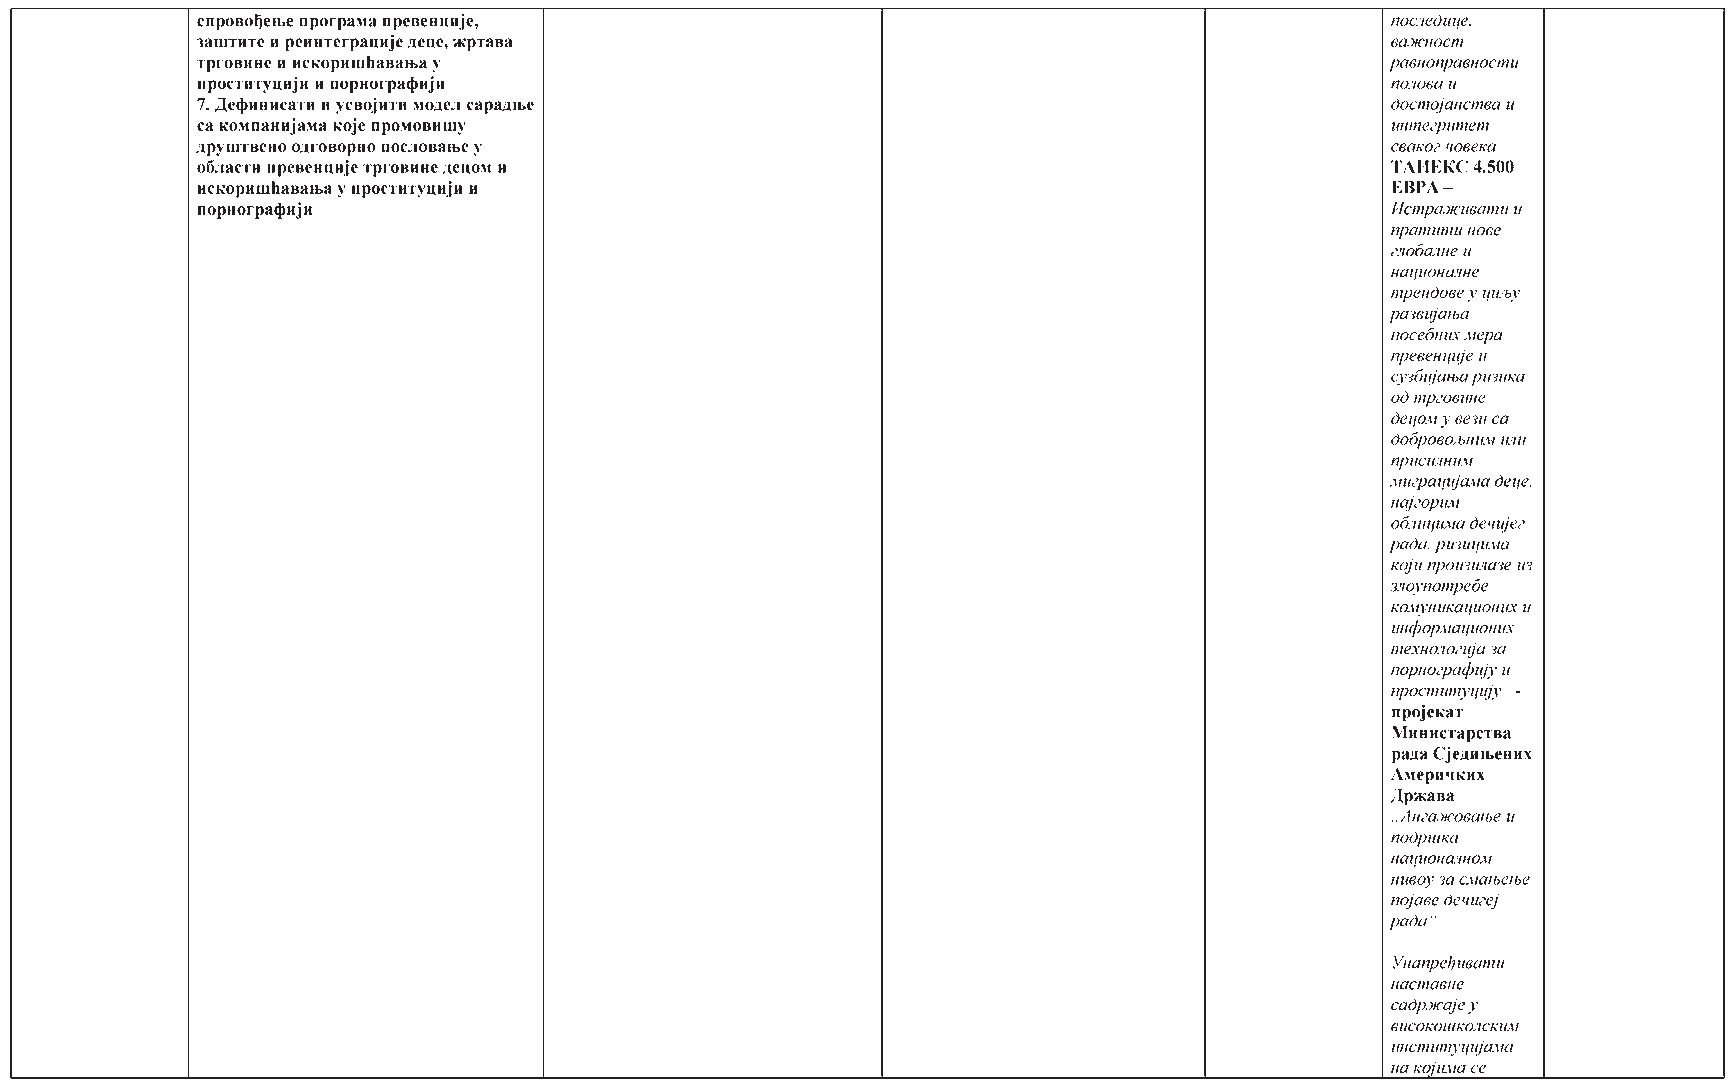 спровођење програма превенције,
заштите и реинтеграције деце, жртава
трговине и искоришћавања у
проституцији и порнографији
7. Дефинисати и усвојити модел сарадње
са компанијама које промовишу
друштвено одговорно пословање у
области превенције трговине децом и
искоришћавања у проституцији и
порнографији
последице,
важност
равноправности
полова и
достојанства и
интегритет
сваког човека
ТАИЕКС 4.500
ЕВРА –
Истраживати и
пратити нове
глобалне и
националне
трендове у циљу
развијања
посебних мера
превенције и
сузбијања ризика
од трговине
децом у вези са
добровољним или
присилним
миграцијама деце,
најгорим
облицима дечијег
рада, ризицима
који произилазе из
злоупотребе
комуникационих и
информационих
технологија за
порнографију и
проституцију -
пројекат
Министарства
рада Сједињених
Америчких
Држава
„Ангажовање и
подршка
националном
нивоу за смањење
појаве дечигеј
рада“
Унапређивати
наставне
садржаје у
високошколским
институцијама
на којима се